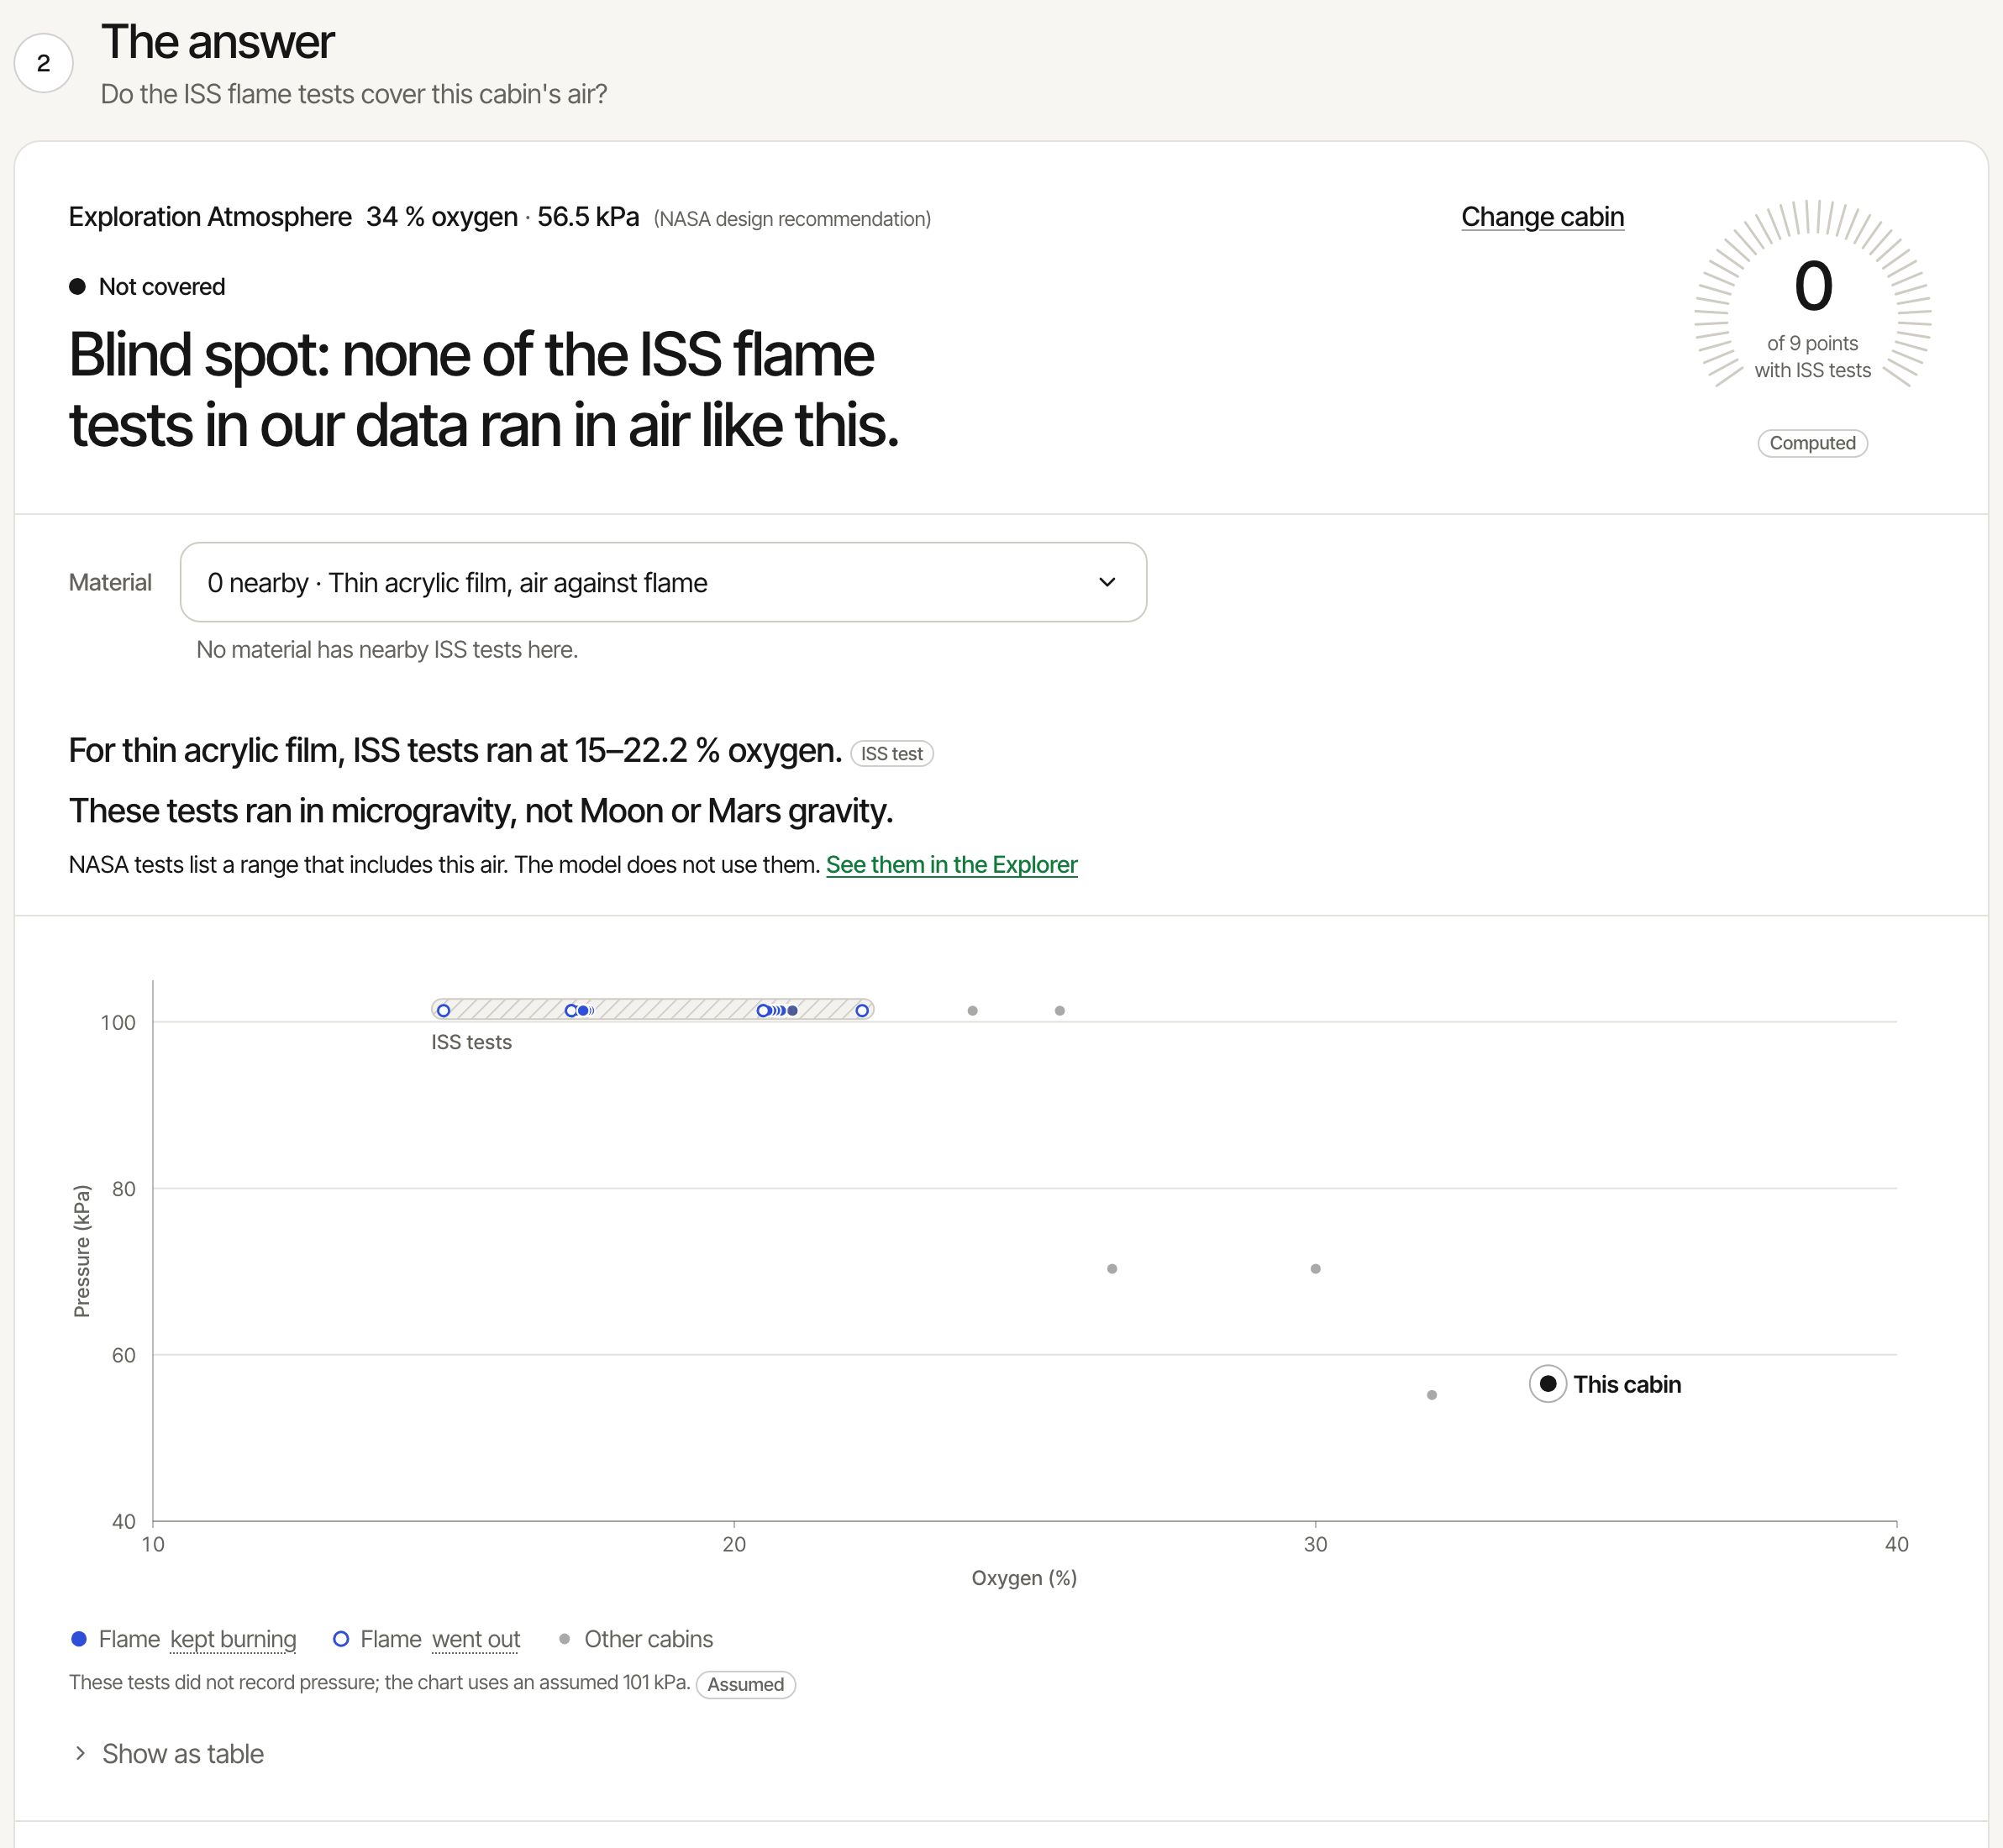 2
The answer
Do the ISS flame tests cover this cabin's air?
Exploration Atmosphere 34 % oxygen · 56.5 kPa (NASA design recommendation)
Change cabin
Not covered
Blind spot: none of the ISS flame
tests in our data ran in air like this.
0
of 9 points
with ISS tests
Computed
Material
0 nearby · Thin acrylic film, air against flame
No material has nearby ISS tests here.
For thin acrylic film, ISS tests ran at 15–22.2 % oxygen. ISS test
These tests ran in microgravity, not Moon or Mars gravity.
NASA tests list a range that includes this air. The model does not use them. See them in the Explorer
100
ISS tests
80
Pressure (kPa)
60
This cabin
40
10 20 30 40
Oxygen (%)
Flame kept burning Flame went out Other cabins
These tests did not record pressure; the chart uses an assumed 101 kPa. Assumed
Show as table